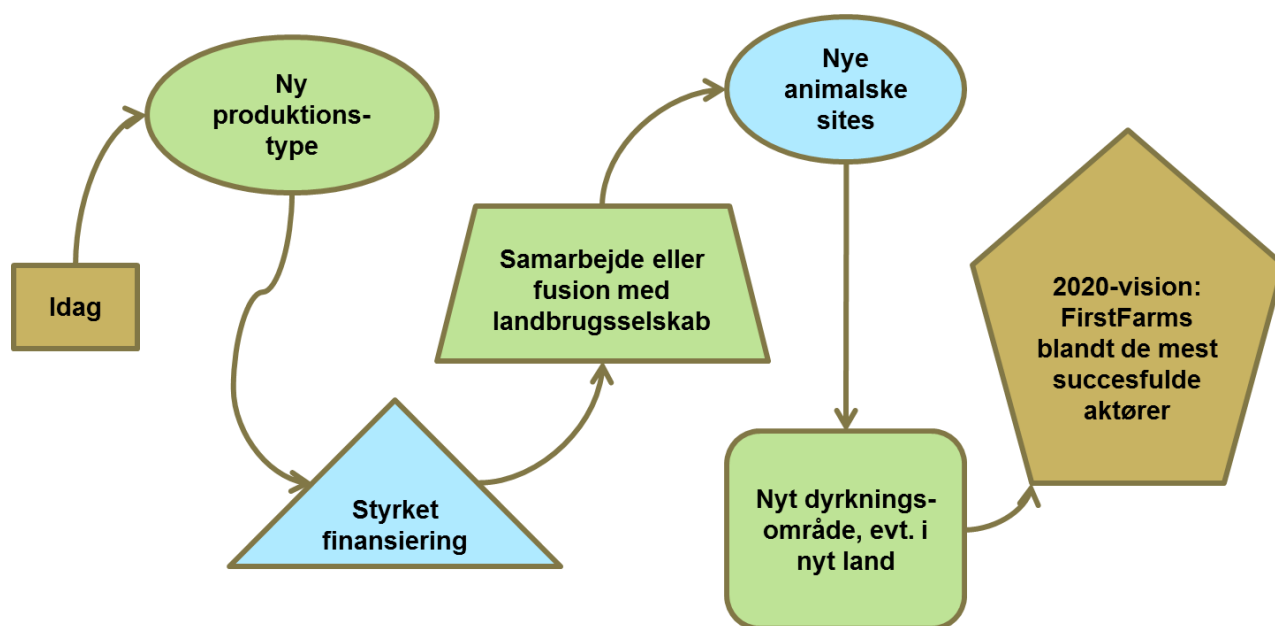 Idag
Ny
produktions-
type
Styrket
finansiering
Samarbejde eller
fusion med
landbrugsselskab
Nye
animalske
sites
Nyt dyrknings-
område, evt. i
nyt land
2020-vision:
FirstFarms
blandt de mest
succesfulde
aktører